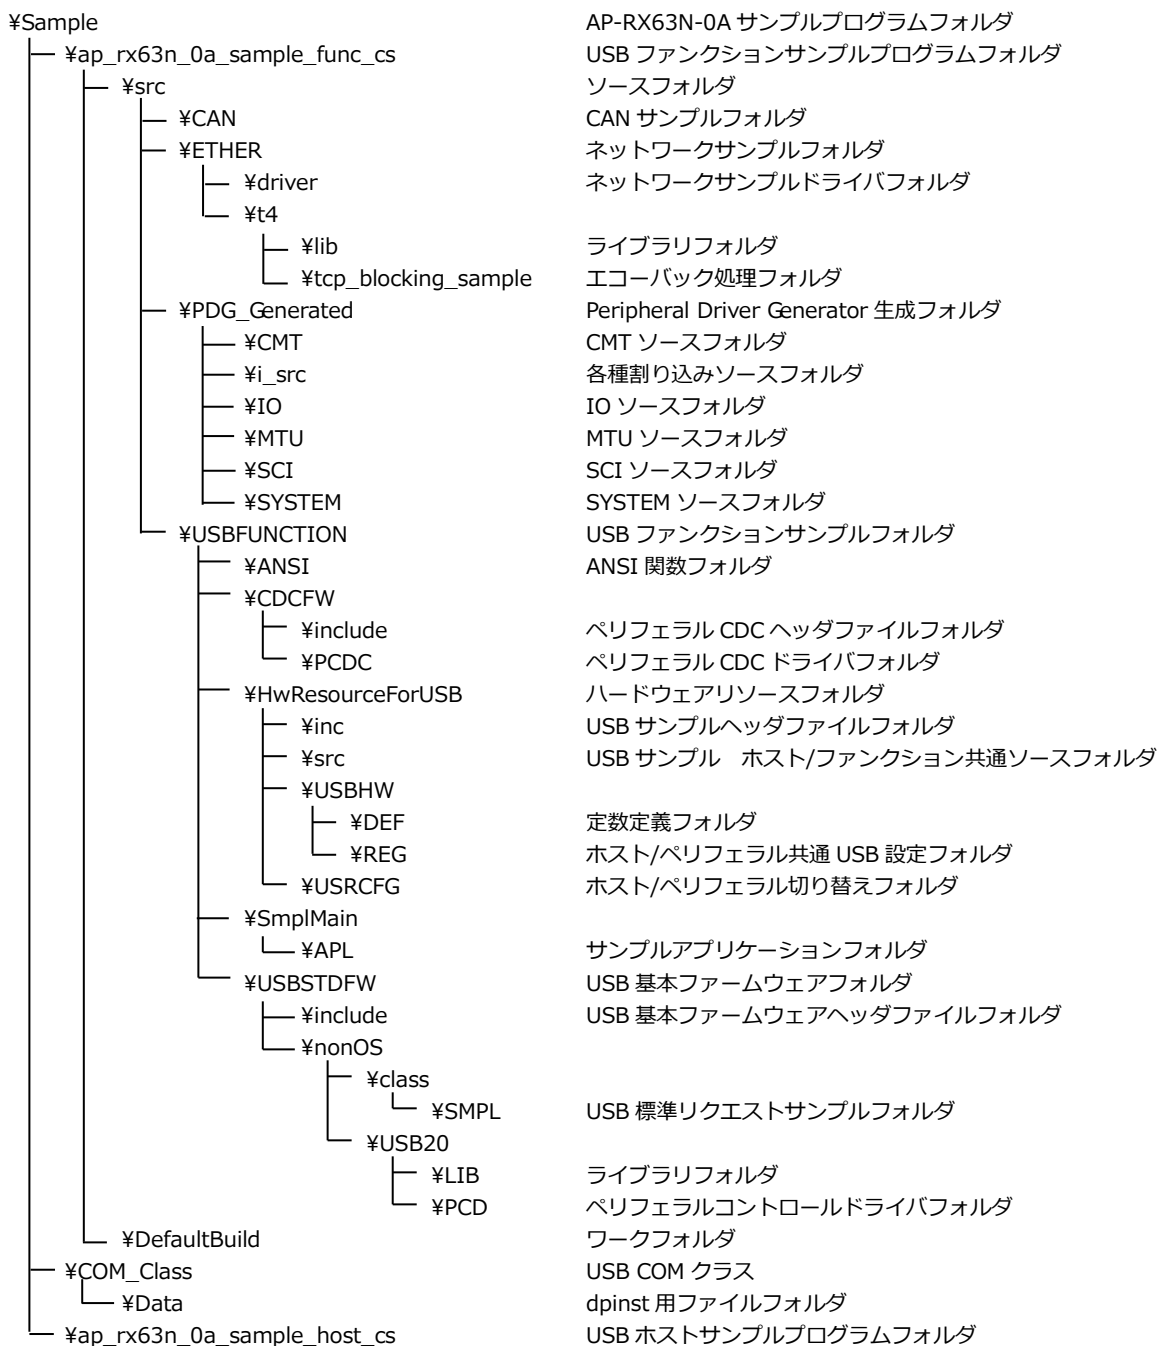 ¥Sample AP-RX63N-0A サンプルプログラムフォルダ
¥ap_rx63n_0a_sample_func_cs USB ファンクションサンプルプログラムフォルダ
¥src ソースフォルダ
¥CAN CAN サンプルフォルダ
¥ETHER ネットワークサンプルフォルダ
¥driver ネットワークサンプルドライバフォルダ
¥t4
¥lib ライブラリフォルダ
¥tcp_blocking_sample エコーバック処理フォルダ
¥PDG_Generated Peripheral Driver Generator 生成フォルダ
¥CMT CMT ソースフォルダ
¥i_src 各種割り込みソースフォルダ
¥IO IO ソースフォルダ
¥MTU MTU ソースフォルダ
¥SCI SCI ソースフォルダ
¥SYSTEM SYSTEM ソースフォルダ
¥USBFUNCTION USB ファンクションサンプルフォルダ
¥ANSI ANSI 関数フォルダ
¥CDCFW
¥include ペリフェラル CDC ヘッダファイルフォルダ
¥PCDC ペリフェラル CDC ドライバフォルダ
¥HwResourceForUSB ハードウェアリソースフォルダ
¥inc USB サンプルヘッダファイルフォルダ
¥src USB サンプル　ホスト/ファンクション共通ソースフォルダ
¥USBHW
¥DEF 定数定義フォルダ
¥REG ホスト/ペリフェラル共通 USB 設定フォルダ
¥USRCFG ホスト/ペリフェラル切り替えフォルダ
¥SmplMain
¥APL サンプルアプリケーションフォルダ
¥USBSTDFW USB 基本ファームウェアフォルダ
¥include USB 基本ファームウェアヘッダファイルフォルダ
¥nonOS
¥class
¥SMPL USB 標準リクエストサンプルフォルダ
¥USB20
¥LIB ライブラリフォルダ
¥PCD ペリフェラルコントロールドライバフォルダ
¥DefaultBuild ワークフォルダ
¥COM_Class USB COM クラス
¥Data dpinst 用ファイルフォルダ
¥ap_rx63n_0a_sample_host_cs USB ホストサンプルプログラムフォルダ